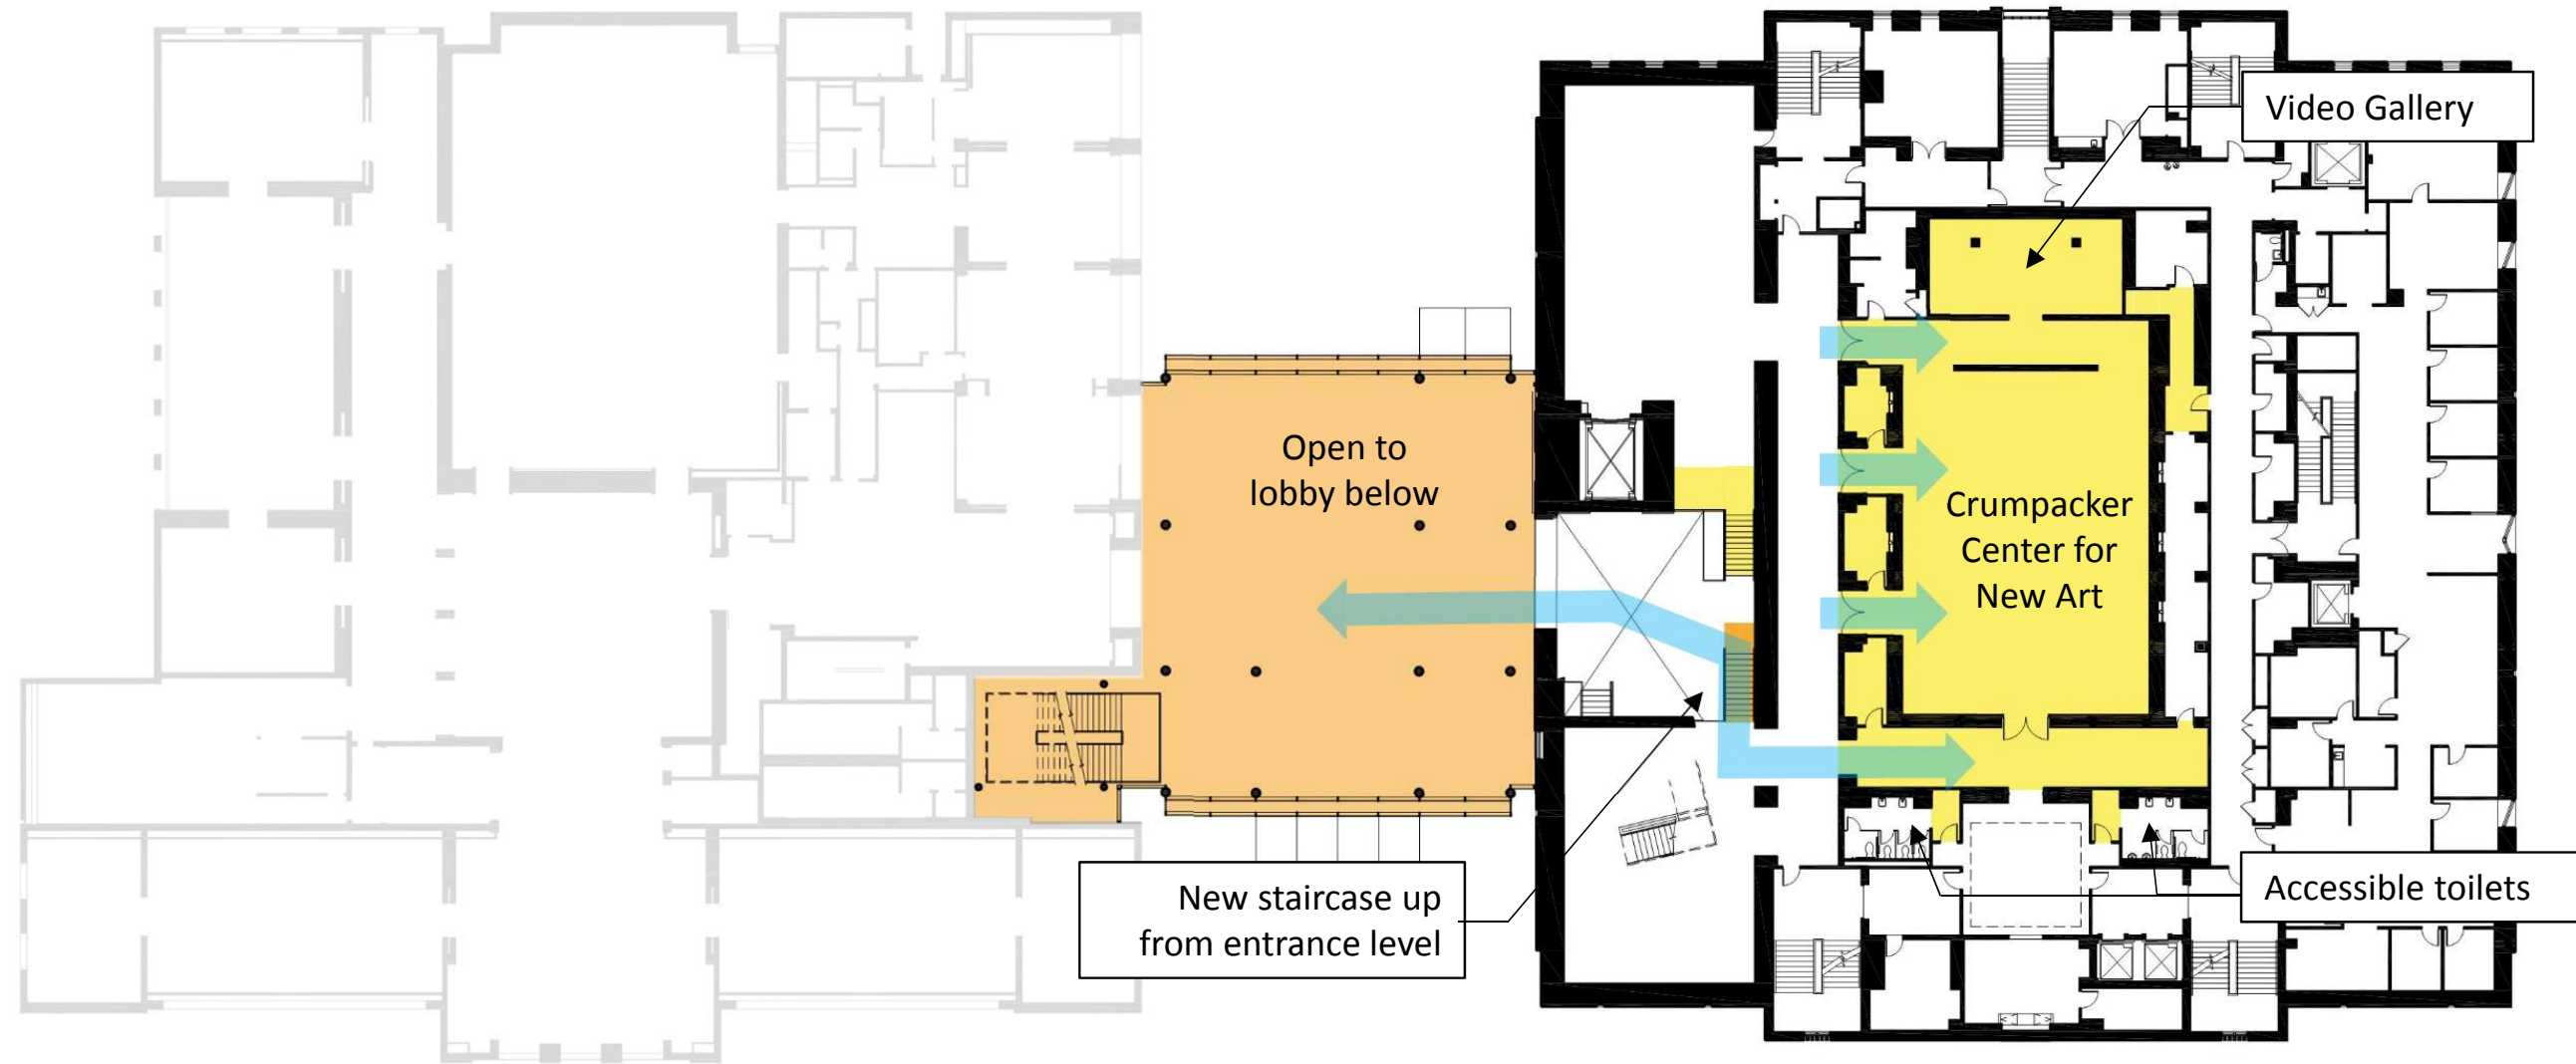 Video Gallery
Open to
lobby below
Crumpacker
Center for
New Art
New staircase up
from entrance level
Accessible toilets